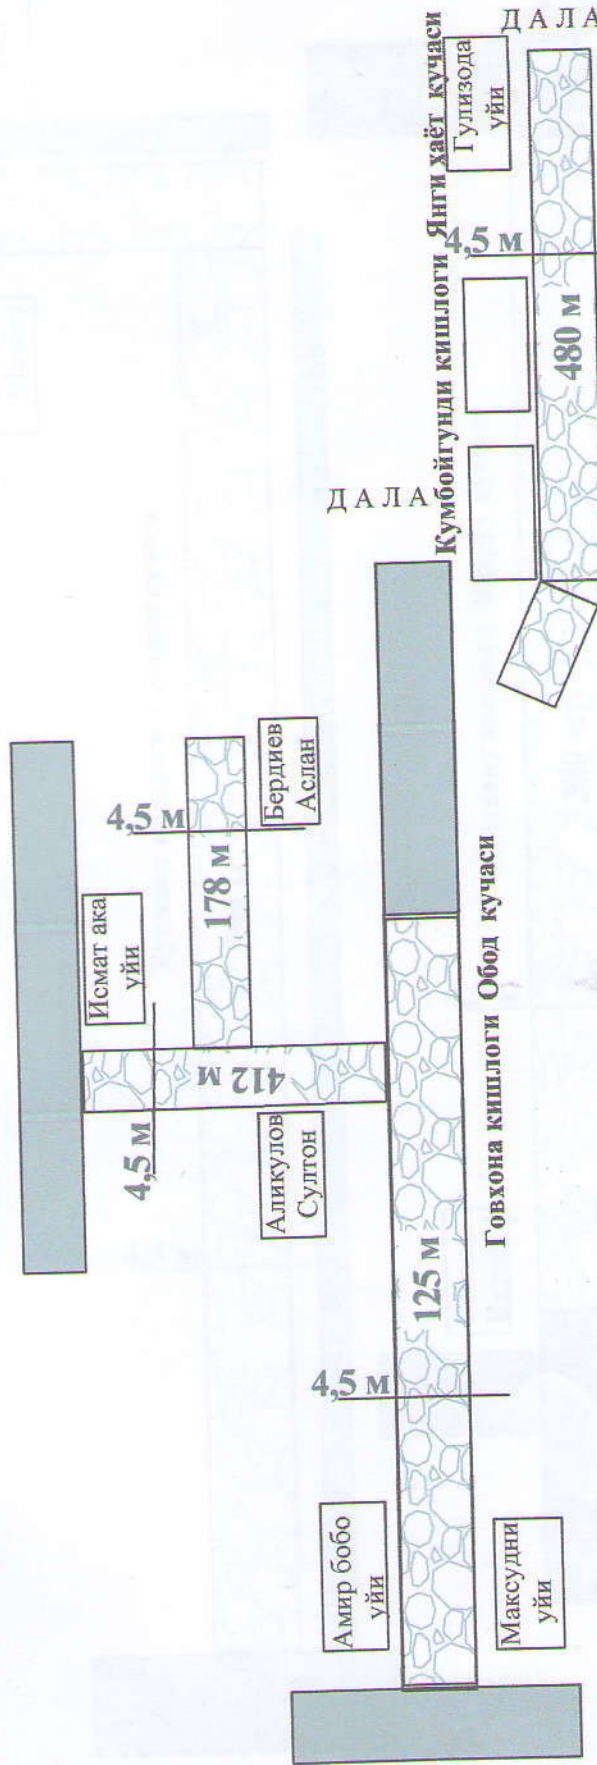 ДАЛА
Гулизода
уйи
Кумбойгунди кишлоги Янги хаёт кучаси
4,5 м
480 м
ДАЛА
4,5 м
178 м
Бердиев
Аслан
Исмат ака
уйи
4,5 м
412 м
Аликулов
Султон
Говхона кишлоги Обод кучаси
125 м
4,5 м
Амир бобо
уйи
Максудни
уйи